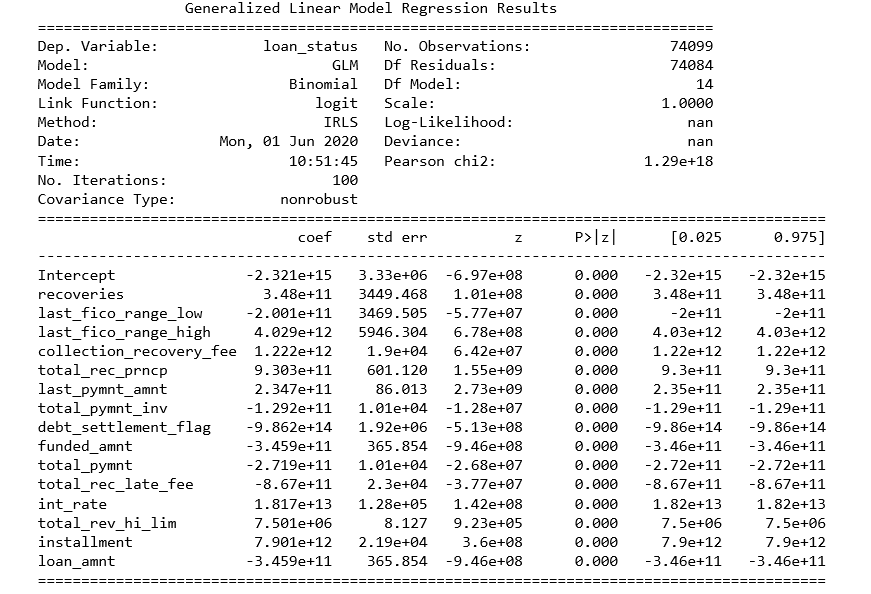 Generalized Linear Model Regression Results
==============================================================================
Dep. Variable: loan_status No. Observations: 74099
Model: GLM Df Residuals: 74084
Model Family: Binomial Df Model: 14
Link Function: logit Scale: 1.0000
Method: IRLS Log-Likelihood: nan
Date: Mon, 01 Jun 2020 Deviance: nan
Time: 10:51:45 Pearson chi2: 1.29e+18
No. Iterations: 100
Covariance Type: nonrobust
===========================================================================================
coef std err z P>|z| [0.025 0.975]
-------------------------------------------------------------------------------------------
Intercept -2.321e+15 3.33e+06 -6.97e+08 0.000 -2.32e+15 -2.32e+15
recoveries 3.48e+11 3449.468 1.01e+08 0.000 3.48e+11 3.48e+11
last_fico_range_low -2.001e+11 3469.505 -5.77e+07 0.000 -2e+11 -2e+11
last_fico_range_high 4.029e+12 5946.304 6.78e+08 0.000 4.03e+12 4.03e+12
collection_recovery_fee 1.222e+12 1.9e+04 6.42e+07 0.000 1.22e+12 1.22e+12
total_rec_prncp 9.303e+11 601.120 1.55e+09 0.000 9.3e+11 9.3e+11
last_pymnt_amnt 2.347e+11 86.013 2.73e+09 0.000 2.35e+11 2.35e+11
total_pymnt_inv -1.292e+11 1.01e+04 -1.28e+07 0.000 -1.29e+11 -1.29e+11
debt_settlement_flag -9.862e+14 1.92e+06 -5.13e+08 0.000 -9.86e+14 -9.86e+14
funded_amnt -3.459e+11 365.854 -9.46e+08 0.000 -3.46e+11 -3.46e+11
total_pymnt -2.719e+11 1.01e+04 -2.68e+07 0.000 -2.72e+11 -2.72e+11
total_rec_late_fee -8.67e+11 2.3e+04 -3.77e+07 0.000 -8.67e+11 -8.67e+11
int_rate 1.817e+13 1.28e+05 1.42e+08 0.000 1.82e+13 1.82e+13
total_rev_hi_lim 7.501e+06 8.127 9.23e+05 0.000 7.5e+06 7.5e+06
installment 7.901e+12 2.19e+04 3.6e+08 0.000 7.9e+12 7.9e+12
loan_amnt -3.459e+11 365.854 -9.46e+08 0.000 -3.46e+11 -3.46e+11
===========================================================================================